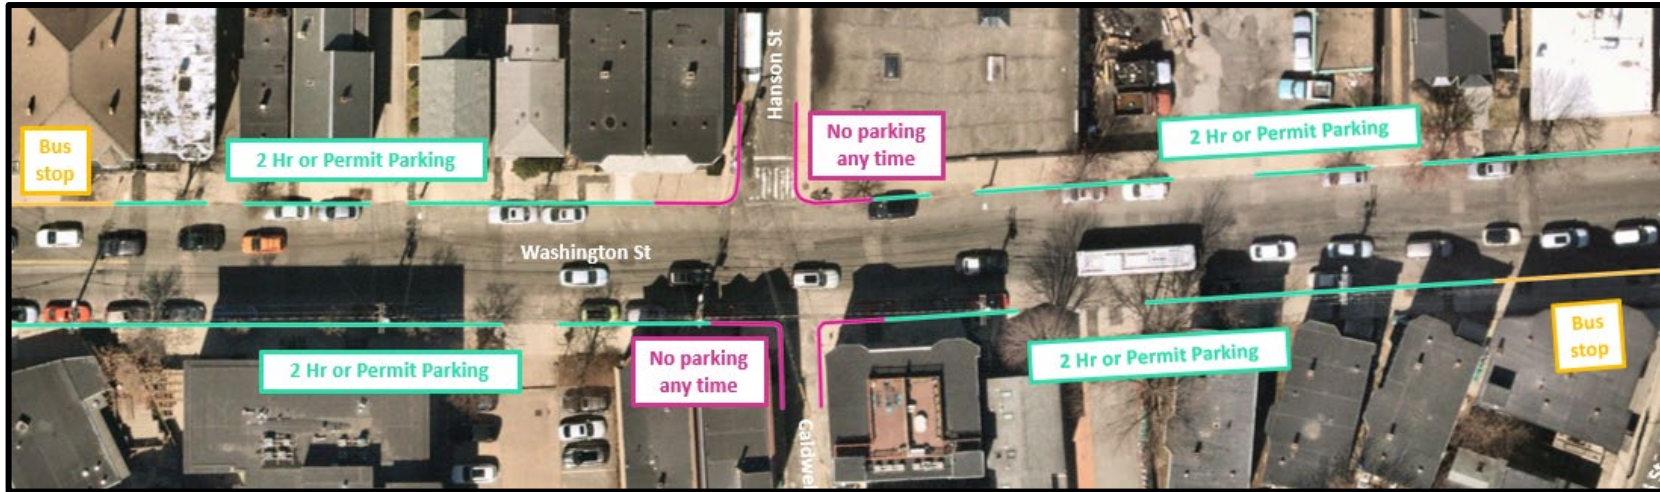 Hanson St
Bus
stop
2 Hr or Permit Parking
No parking
any time
2 Hr or Permit Parking
Washington St
2 Hr or Permit Parking
No parking
any time
2 Hr or Permit Parking
Bus
stop
St